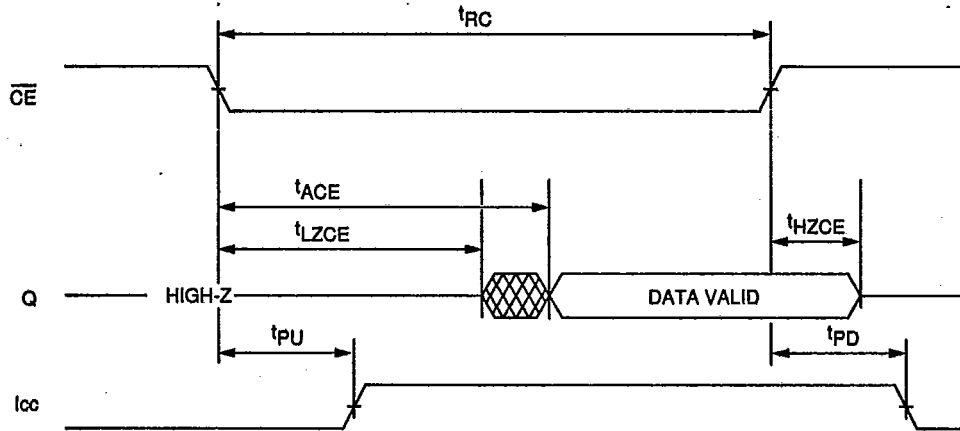 tRC
CE
tACE
tLZCE
tHZCE
Q HIGH-Z DATA VALID
tPU tPD
Icc